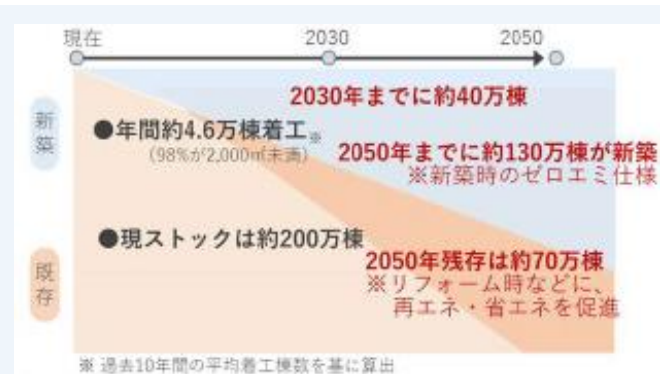 現在
2030
2050
2030年までに約40万棟
新築
●年間約4.6万棟着工※
（98%が2,000㎡未満）
2050年までに約130万棟が新築
※新築時のゼロエミ仕様
●現ストックは約200万棟
既存
2050年残存は約70万棟
※リフォーム時などに、
再エネ・省エネを促進
※ 過去10年間の平均着工棟数を基に算出